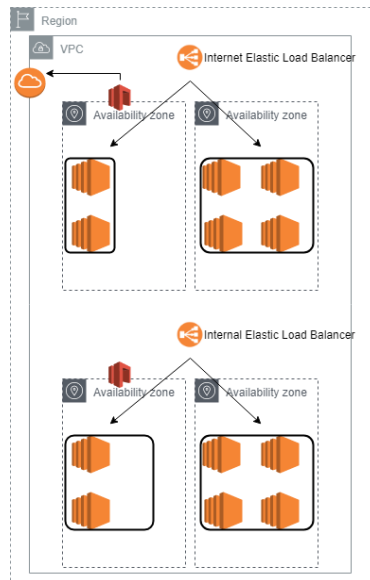 Region
VPC
Internet Elastic Load Balancer
Availability zone
Availability zone
Internal Elastic Load Balancer
Availability zone
Availability zone